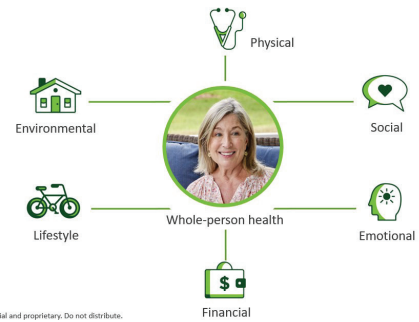 Physical
Environmental
Social
Whole-person health
Lifestyle
Emotional
$
Financial
ial and proprietary. Do not distribute.